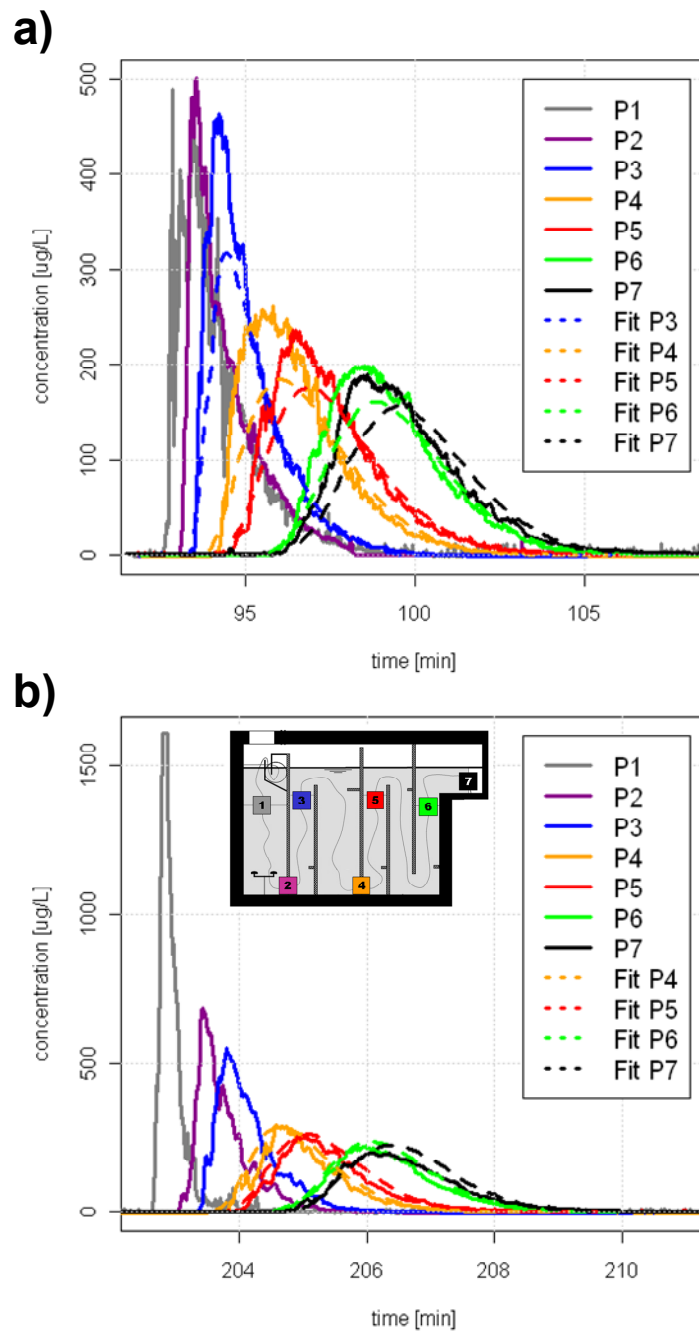 a)
500
400
300
200
100
0
concentration [ug/L]
P1
P2
P3
P4
P5
P6
P7
Fit P3
Fit P4
Fit P5
Fit P6
Fit P7
95 100 105
time [min]
b)
1500
1000
500
0
concentration [ug/L]
1
2
3
4
5
6
7
P1
P2
P3
P4
P5
P6
P7
Fit P4
Fit P5
Fit P6
Fit P7
204 206 208 210
time [min]